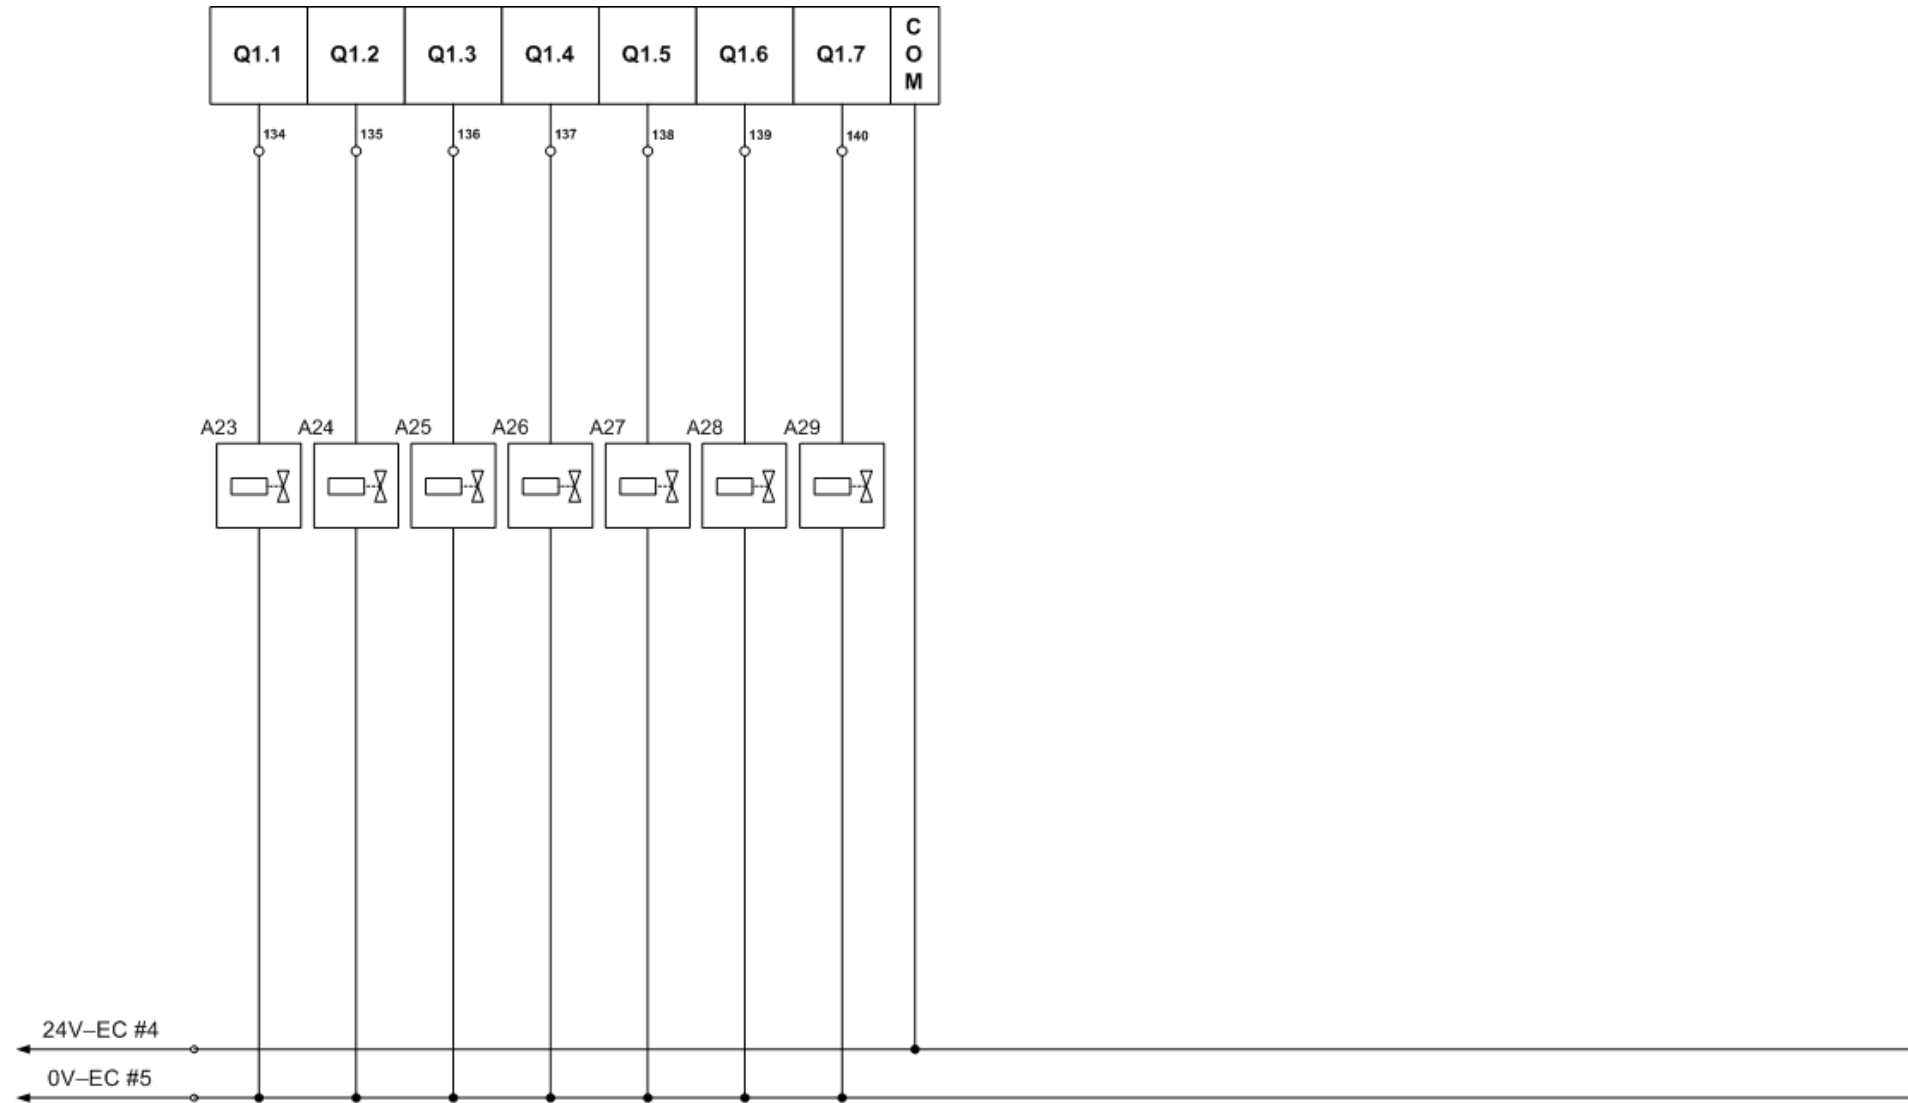 Q1.1 Q1.2 Q1.3 Q1.4 Q1.5 Q1.6 Q1.7
C
O
M
134 135 136 137 138 139 140
A23 A24 A25 A26 A27 A28 A29
24V–EC #4
0V–EC #5